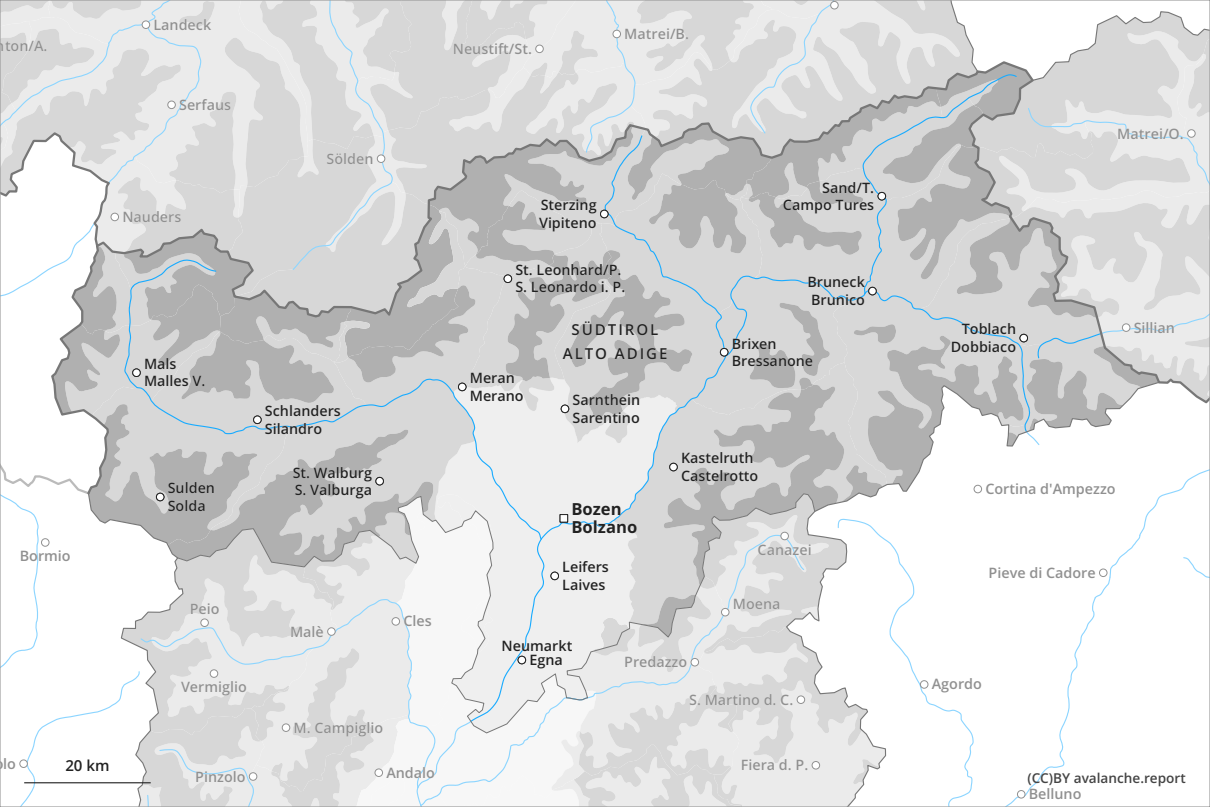 Landeck
Matrei/B.
nton/A.
Neustift/St.
Serfaus
Matrei/O.
Sölden
Sand/T.
Campo Tures
Nauders
Sterzing
Vipiteno
St. Leonhard/P.
S. Leonardo i. P.
Bruneck
Brunico
SÜDTIROL
ALTO ADIGE
Toblach
Dobbiaco
Sillian
Brixen
Bressanone
Mals
Malles V.
Meran
Merano
Sarnthein
Sarentino
Schlanders
Silandro
Kastelruth
Castelrotto
St. Walburg
S. Valburga
Sulden
Solda
Cortina d'Ampezzo
Bozen
Bolzano
Bormio
Canazei
Leifers
Laives
Pieve di Cadore
Peio
Moena
Cles
Malè
Neumarkt
Egna
Predazzo
Vermiglio
Agordo
S. Martino d. C.
M. Campiglio
olo
20 km
Pinzolo
Andalo
Fiera d. P.
(CC)BY avalanche.report
Belluno